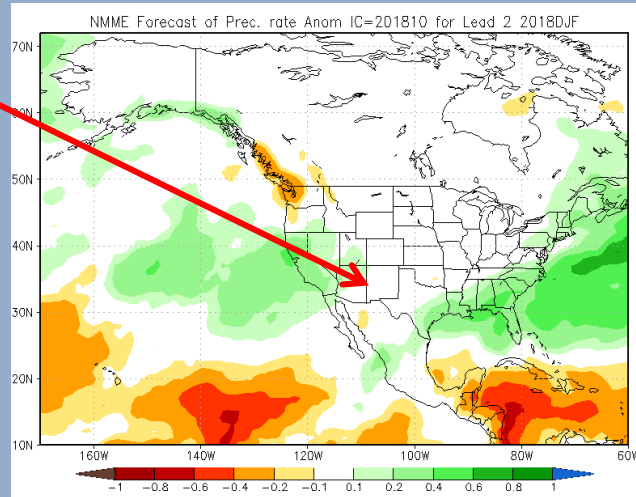 NMME Forecast of Prec. rate Anom IC=201810 for Lead 2 2018DJF
70N
60N
50N
40N
30N
20N
10N
160W 140W 120W 100W 80W 60W
-1 -0.8 -0.6 -0.4 -0.2 -0.1 0.1 0.2 0.4 0.6 0.8 1